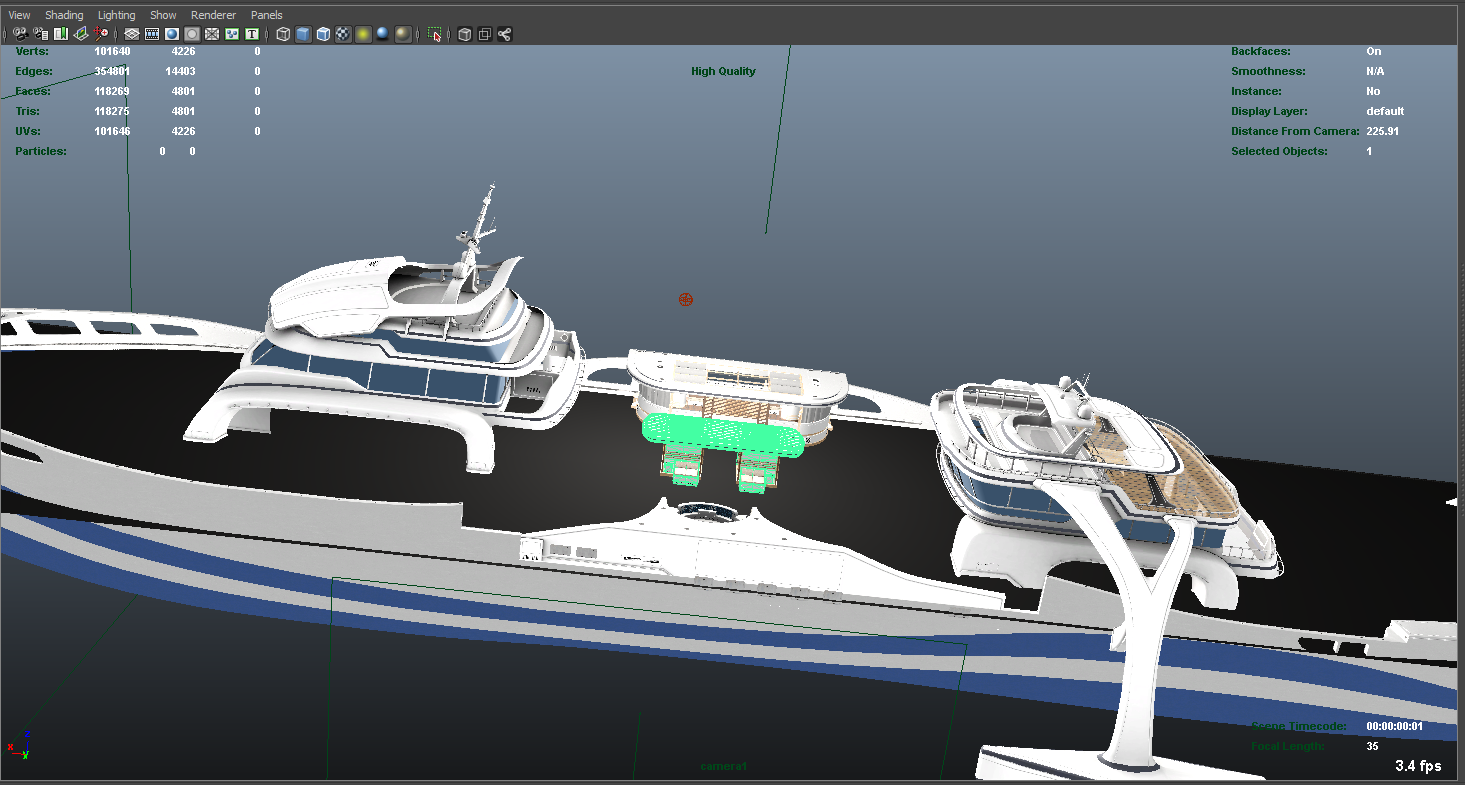 View Shading Lighting Show Renderer Panels
T
Verts: 101640 4226 0
Edges: 354801 14403 0
Faces: 118269 4801 0
Tris: 118275 4801 0
UVs: 101646 4226 0
Particles: 0 0
High Quality
Backfaces: On
Smoothness: N/A
Instance: No
Display Layer: default
Distance From Camera: 225.91
Selected Objects: 1
Scene Timecode: 00:00:00:01
Focal Length: 35
3.4 fps
camera1
x
z
y